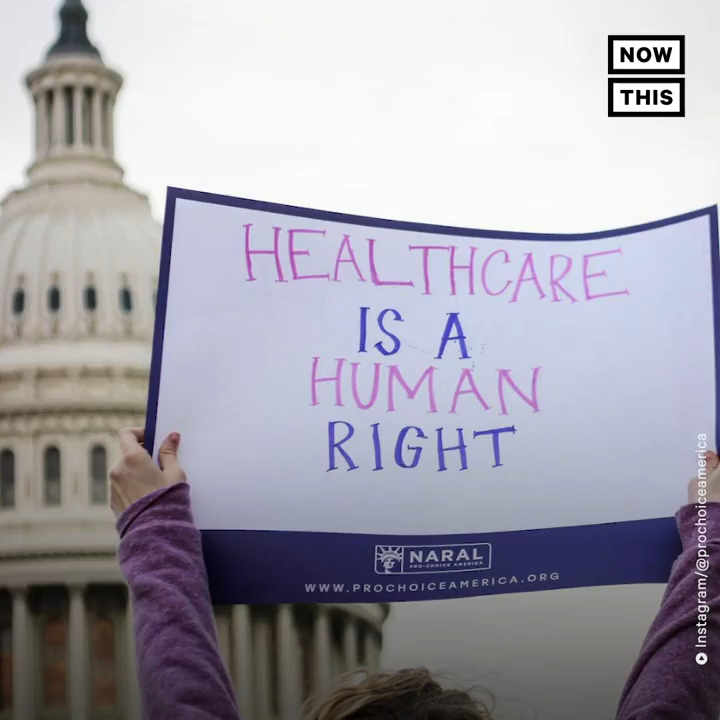 NOW
THIS
HEALTHCARE
IS A
HUMAN
RIGHT
NARAL
PRO-CHOICE AMERICA
WWW.PROCHOICEAMERICA.ORG
Instagram/@prochoiceamerica